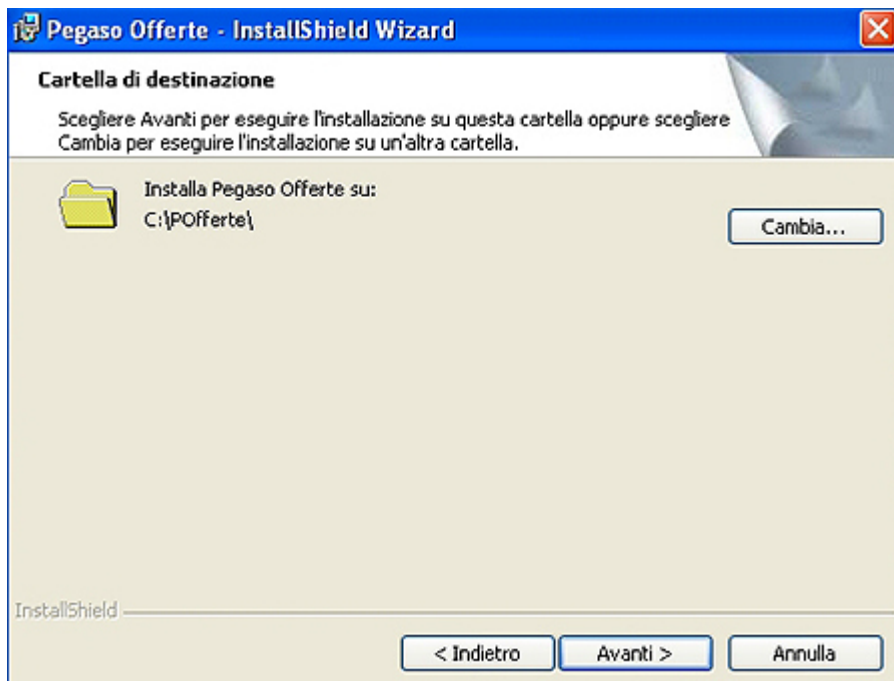 Pegaso Offerte - InstallShield Wizard
Cartella di destinazione
Scegliere Avanti per eseguire l'installazione su questa cartella oppure scegliere
Cambia per eseguire l'installazione su un'altra cartella.
Installa Pegaso Offerte su:
C:\POfferte\
Cambia...
InstallShield
< Indietro
Avanti >
Annulla